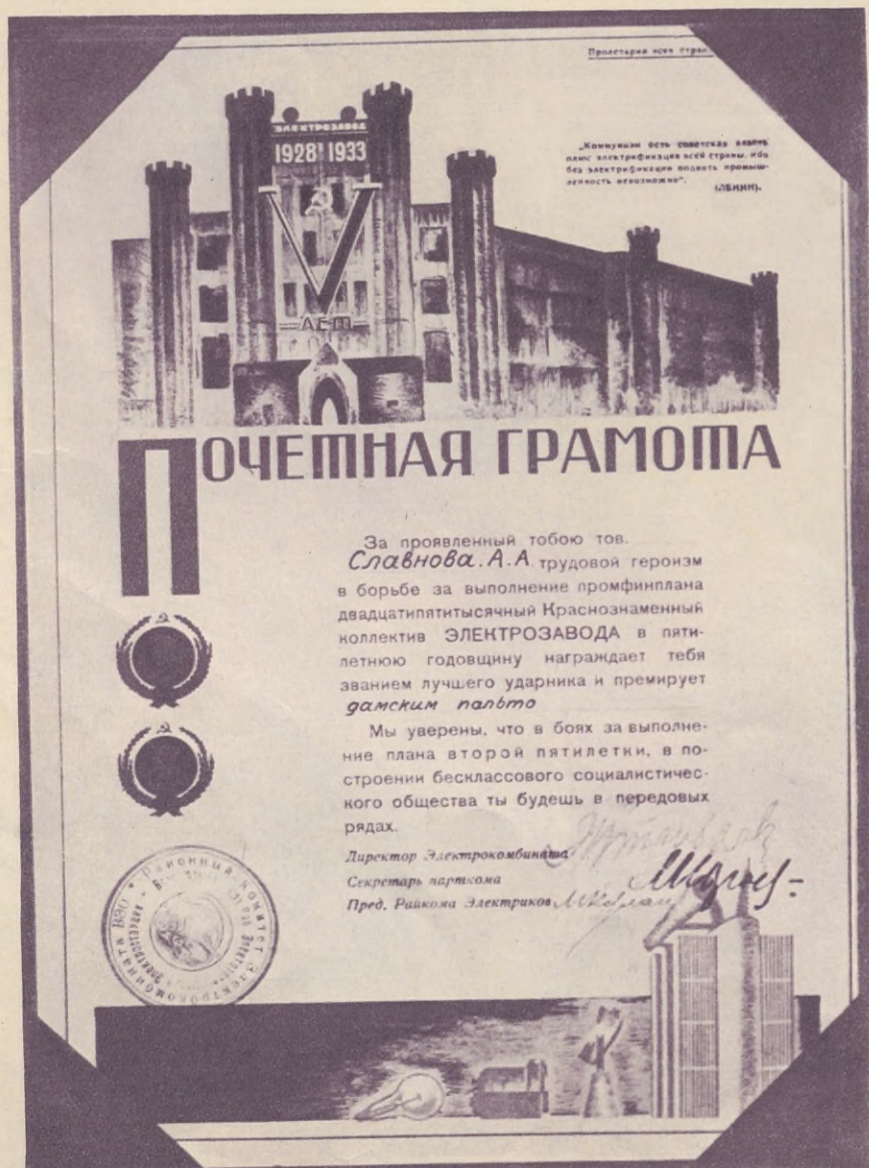 Пролетарии всех стран
„Коммунизм есть советская власть
плюс электрификация всей страны, ибо
без электрификации поднять промыш-
ленность невозможно“.
(ЛЕНИН).
ЭЛЕКТРОЗАВОД
1928 1933
V
ЛЕТ
ПОЧЕТНАЯ ГРАМОТА
За проявленный тобою тов.
Славнова. А. А. трудовой героизм
в борьбе за выполнение промфинплана
двадцатипятитысячный Краснознаменный
коллектив ЭЛЕКТРОЗАВОДА в пяти-
летнюю годовщину награждает тебя
званием лучшего ударника и премирует
дамским пальто
Мы уверены, что в боях за выполне-
ние плана второй пятилетки, в по-
строении бесклассового социалистичес-
кого общества ты будешь в передовых
рядах.
Директор Электрокомбината
Секретарь парткома
Пред. Райкома Электриков
Районный Комитет Электрокомбината ВЭО